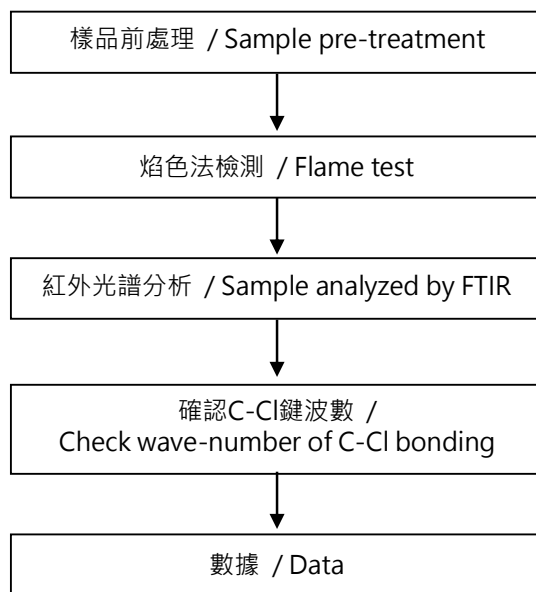 樣品前處理 / Sample pre-treatment
焰色法檢測 / Flame test
紅外光譜分析 / Sample analyzed by FTIR
確認C-Cl鍵波數 /
Check wave-number of C-Cl bonding
數據 / Data